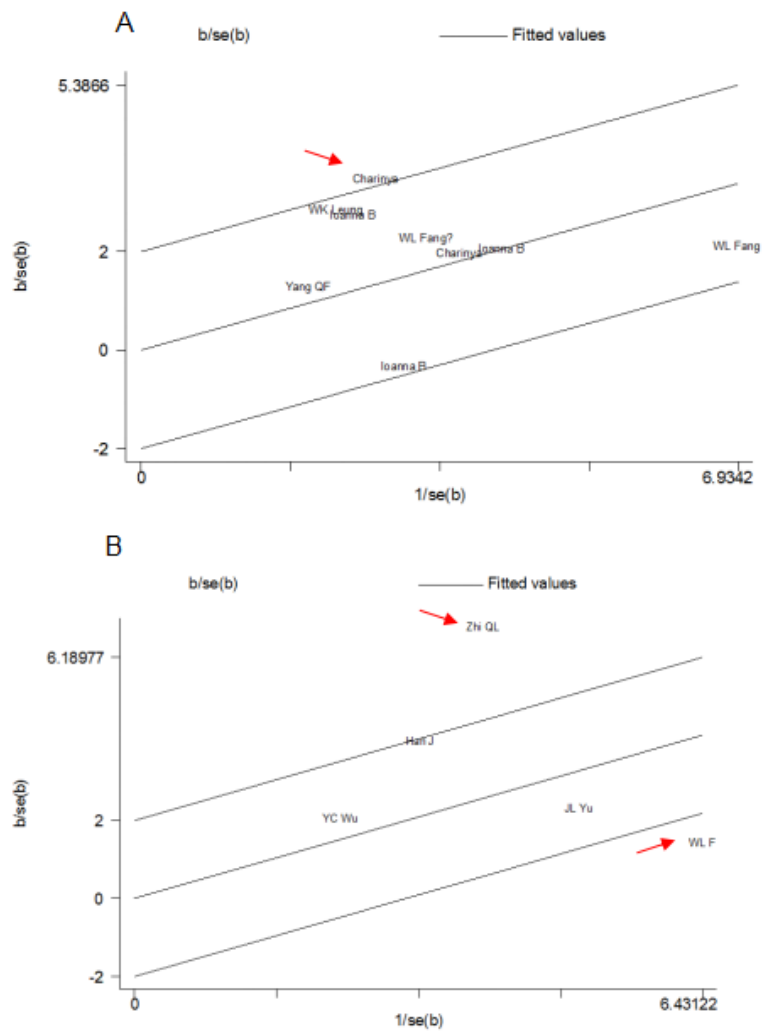 A
b/se(b) Fitted values
5.3866
Charinya
WK Leung
Ioanna B
WL Fang?
Ioanna B
WL Fang
2
Charinya
Yang QF
0
Ioanna B
-2
b/se(b)
0 6.9342
1/se(b)
B
b/se(b) Fitted values
Zhi QL
6.18977
Han J
2
YC Wu
JL Yu
WL F
0
-2
b/se(b)
0 6.43122
1/se(b)